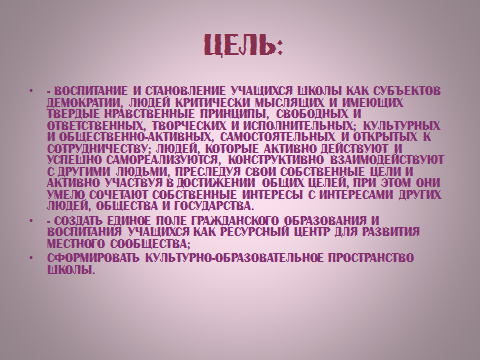 ЦЕЛЬ:
• - ВОСПИТАНИЕ И СТАНОВЛЕНИЕ УЧАЩИХСЯ ШКОЛЫ КАК СУБЪЕКТОВ
ДЕМОКРАТИИ, ЛЮДЕЙ КРИТИЧЕСКИ МЫСЛЯЩИХ И ИМЕЮЩИХ
ТВЕРДЫЕ НРАВСТВЕННЫЕ ПРИНЦИПЫ, СВОБОДНЫХ И
ОТВЕТСТВЕННЫХ, ТВОРЧЕСКИХ И ИСПОЛНИТЕЛЬНЫХ; КУЛЬТУРНЫХ
И ОБЩЕСТВЕННО-АКТИВНЫХ, САМОСТОЯТЕЛЬНЫХ И ОТКРЫТЫХ К
СОТРУДНИЧЕСТВУ; ЛЮДЕЙ, КОТОРЫЕ АКТИВНО ДЕЙСТВУЮТ И
УСПЕШНО САМОРЕАЛИЗУЮТСЯ, КОНСТРУКТИВНО ВЗАИМОДЕЙСТВУЮТ
С ДРУГИМИ ЛЮДЬМИ, ПРЕСЛЕДУЯ СВОИ СОБСТВЕННЫЕ ЦЕЛИ И
АКТИВНО УЧАСТВУЯ В ДОСТИЖЕНИИ ОБЩИХ ЦЕЛЕЙ, ПРИ ЭТОМ ОНИ
УМЕЛО СОЧЕТАЮТ СОБСТВЕННЫЕ ИНТЕРЕСЫ С ИНТЕРЕСАМИ ДРУГИХ
ЛЮДЕЙ, ОБЩЕСТВА И ГОСУДАРСТВА.
• - СОЗДАТЬ ЕДИНОЕ ПОЛЕ ГРАЖДАНСКОГО ОБРАЗОВАНИЯ И
ВОСПИТАНИЯ УЧАЩИХСЯ КАК РЕСУРСНЫЙ ЦЕНТР ДЛЯ РАЗВИТИЯ
МЕСТНОГО СООБЩЕСТВА;
• СФОРМИРОВАТЬ КУЛЬТУРНО-ОБРАЗОВАТЕЛЬНОЕ ПРОСТРАНСТВО
ШКОЛЫ.